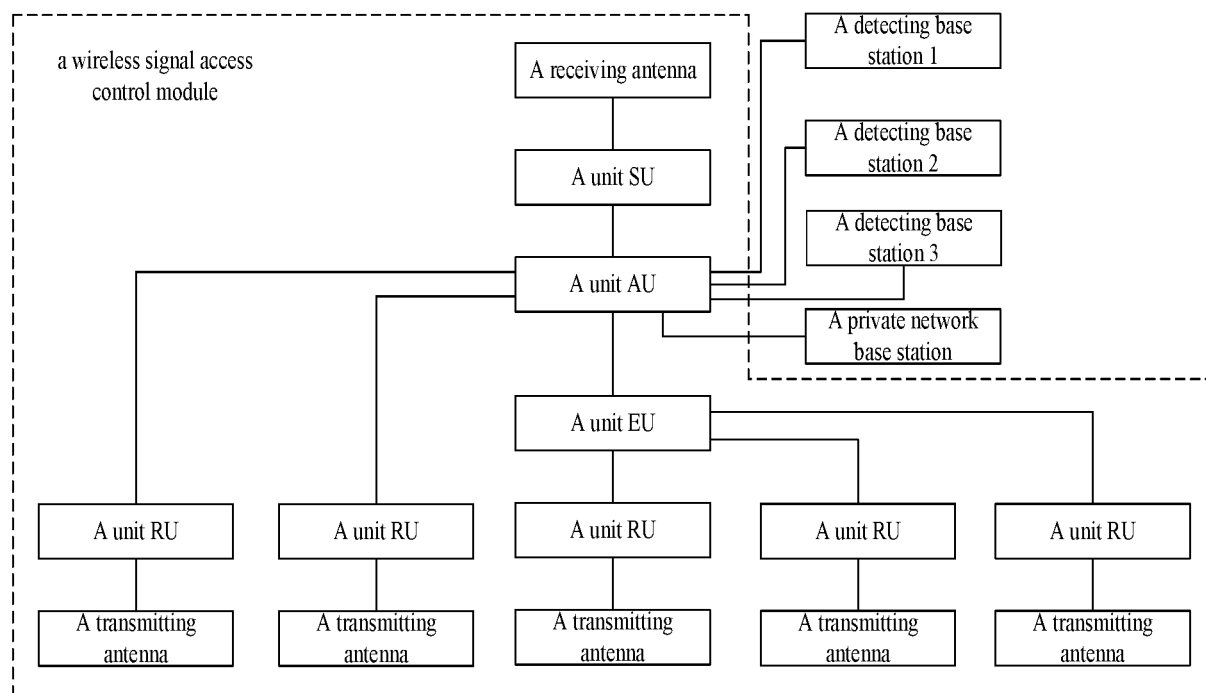 a wireless signal access
control module
A receiving antenna
A detecting base
station 1
A unit SU
A detecting base
station 2
A detecting base
station 3
A unit AU
A private network
base station
A unit EU
A unit RU
A unit RU
A unit RU
A unit RU
A unit RU
A transmitting
antenna
A transmitting
antenna
A transmitting
antenna
A transmitting
antenna
A transmitting
antenna